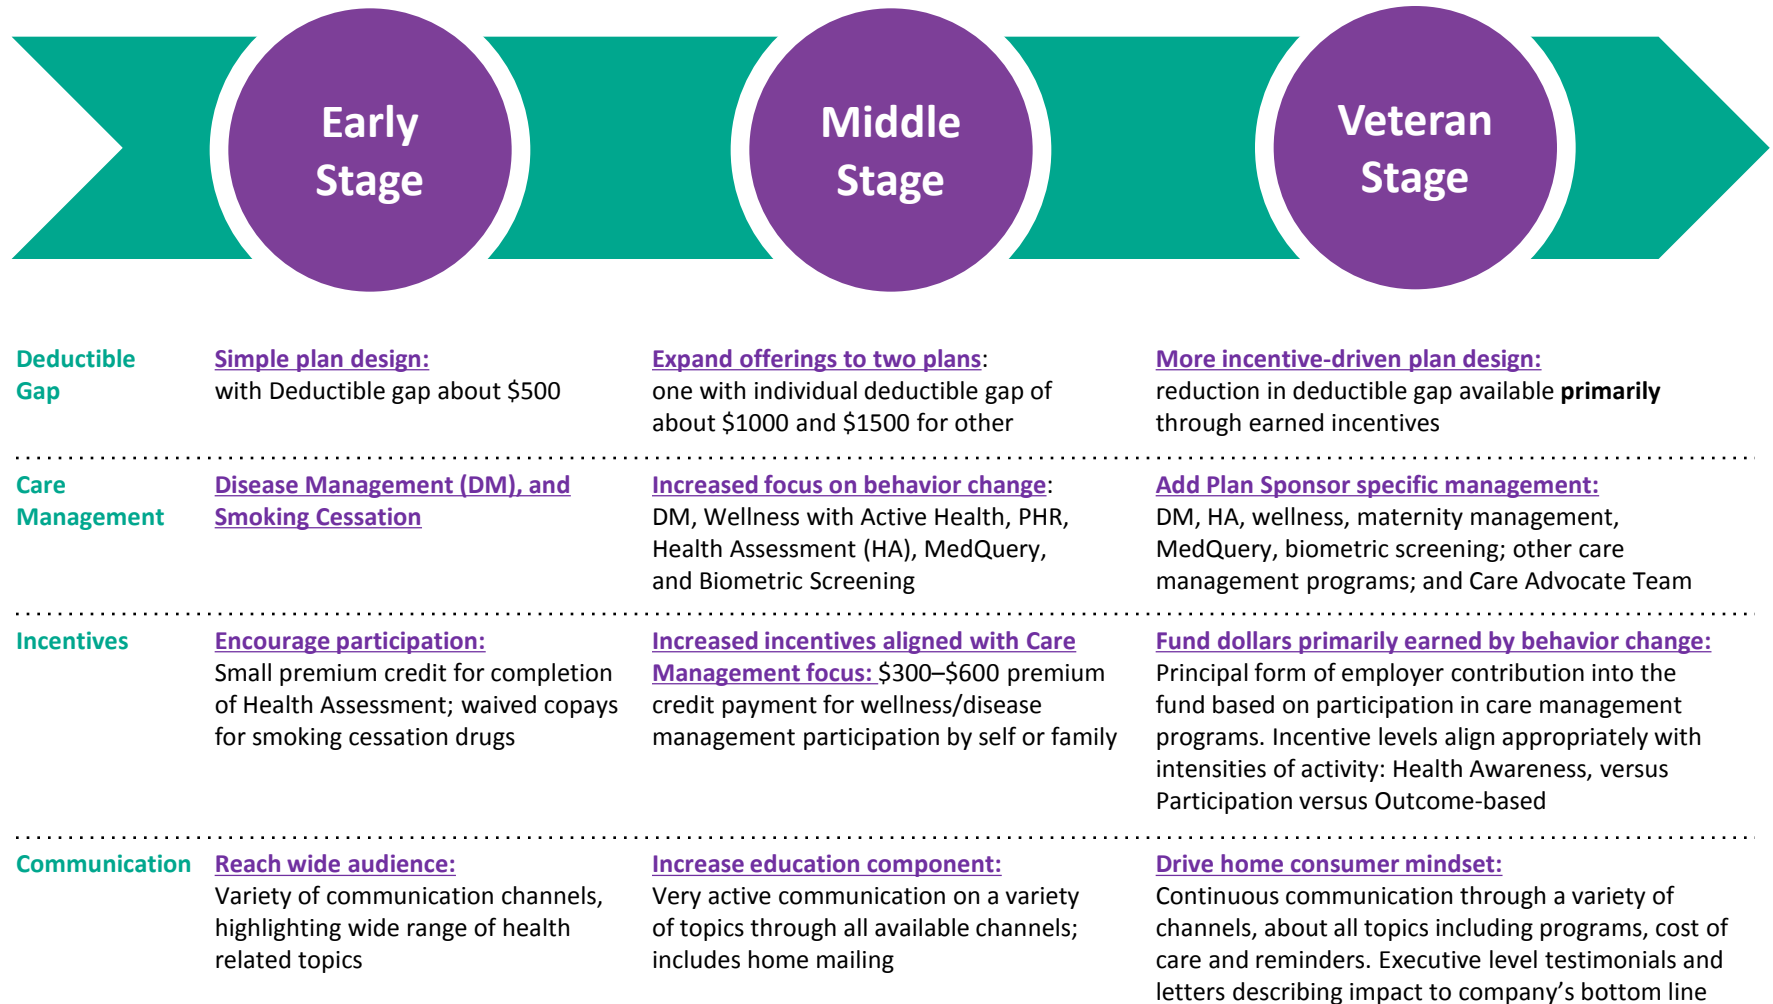 Early
Stage
Middle
Stage
Veteran
Stage
Deductible
Gap
Simple plan design:
with Deductible gap about $500
Expand offerings to two plans:
one with individual deductible gap of
about $1000 and $1500 for other
More incentive-driven plan design:
reduction in deductible gap available primarily
through earned incentives
Care
Management
Disease Management (DM), and
Smoking Cessation
Increased focus on behavior change:
DM, Wellness with Active Health, PHR,
Health Assessment (HA), MedQuery,
and Biometric Screening
Add Plan Sponsor specific management:
DM, HA, wellness, maternity management,
MedQuery, biometric screening; other care
management programs; and Care Advocate Team
Incentives
Encourage participation:
Small premium credit for completion
of Health Assessment; waived copays
for smoking cessation drugs
Increased incentives aligned with Care
Management focus: $300–$600 premium
credit payment for wellness/disease
management participation by self or family
Fund dollars primarily earned by behavior change:
Principal form of employer contribution into the
fund based on participation in care management
programs. Incentive levels align appropriately with
intensities of activity: Health Awareness, versus
Participation versus Outcome-based
Communication
Reach wide audience:
Variety of communication channels,
highlighting wide range of health
related topics
Increase education component:
Very active communication on a variety
of topics through all available channels;
includes home mailing
Drive home consumer mindset:
Continuous communication through a variety of
channels, about all topics including programs, cost of
care and reminders. Executive level testimonials and
letters describing impact to company's bottom line